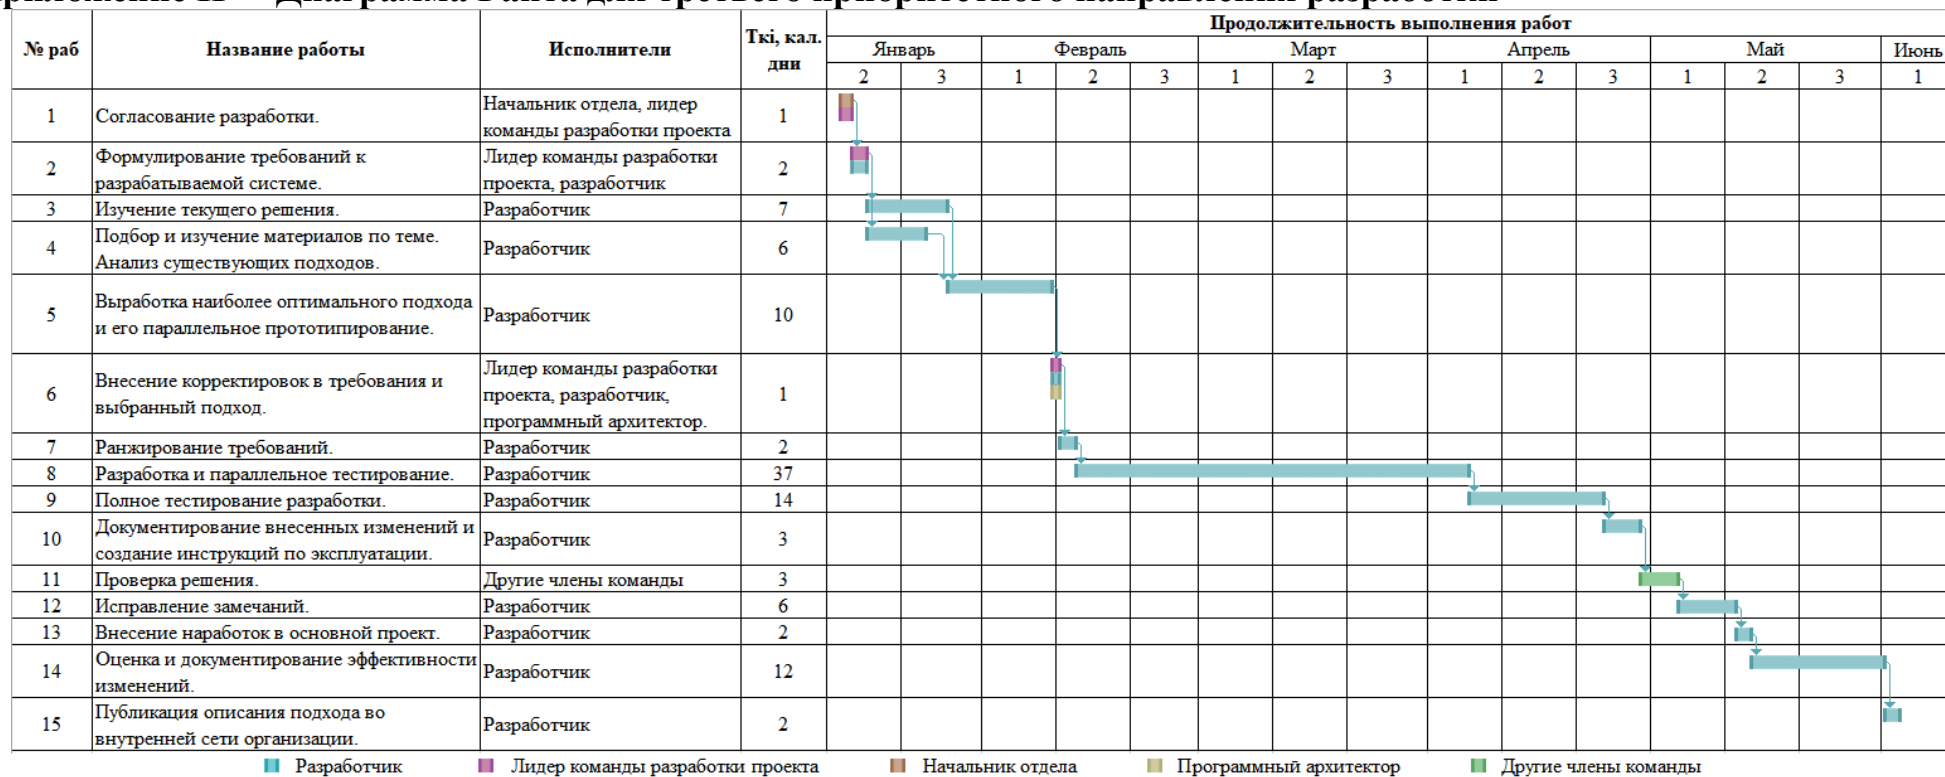 Диаграмма Ганта для третьего приоритетного направления разработки
Продолжительность выполнения работ
№ раб
Название работы
Исполнители
Ткi, кал.
дни
Январь
Февраль
Март
Апрель
Май
Июнь
2 3 1 2 3 1 2 3 1 2 3 1 2 3 1
1
Согласование разработки.
Начальник отдела, лидер
команды разработки проекта
1
2
Формулирование требований к
разрабатываемой системе.
Лидер команды разработки
проекта, разработчик
2
3
Изучение текущего решения.
Разработчик
7
4
Подбор и изучение материалов по теме.
Анализ существующих подходов.
Разработчик
6
5
Выработка наиболее оптимального подхода
и его параллельное прототипирование.
Разработчик
10
6
Внесение корректировок в требования и
выбранный подход.
Лидер команды разработки
проекта, разработчик,
программный архитектор.
1
7
Ранжирование требований.
Разработчик
2
8
Разработка и параллельное тестирование.
Разработчик
37
9
Полное тестирование разработки.
Разработчик
14
10
Документирование внесенных изменений и
создание инструкций по эксплуатации.
Разработчик
3
11
Проверка решения.
Другие члены команды
3
12
Исправление замечаний.
Разработчик
6
13
Внесение наработок в основной проект.
Разработчик
2
14
Оценка и документирование эффективности
изменений.
Разработчик
12
15
Публикация описания подхода во
внутренней сети организации.
Разработчик
2
Разработчик
Лидер команды разработки проекта
Начальник отдела
Программный архитектор
Другие члены команды